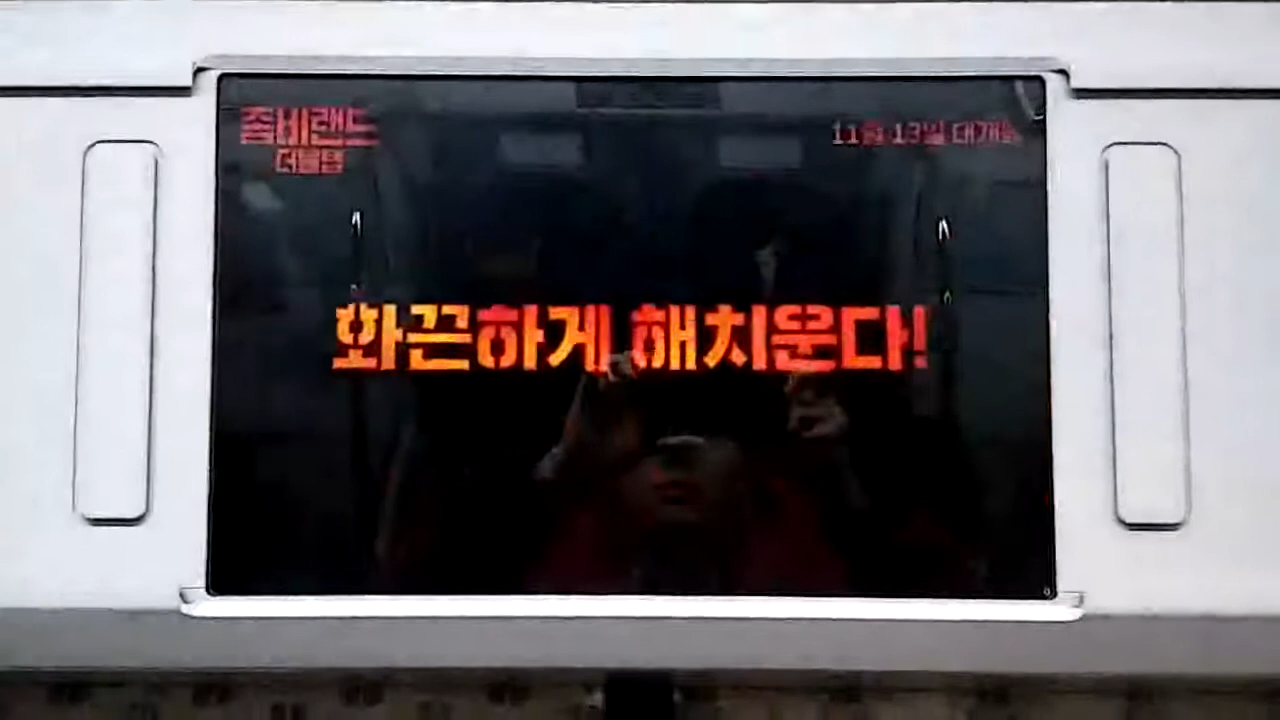 좀비랜드
더블 탭
11월 13일 대개봉
화끈하게 해치운다!